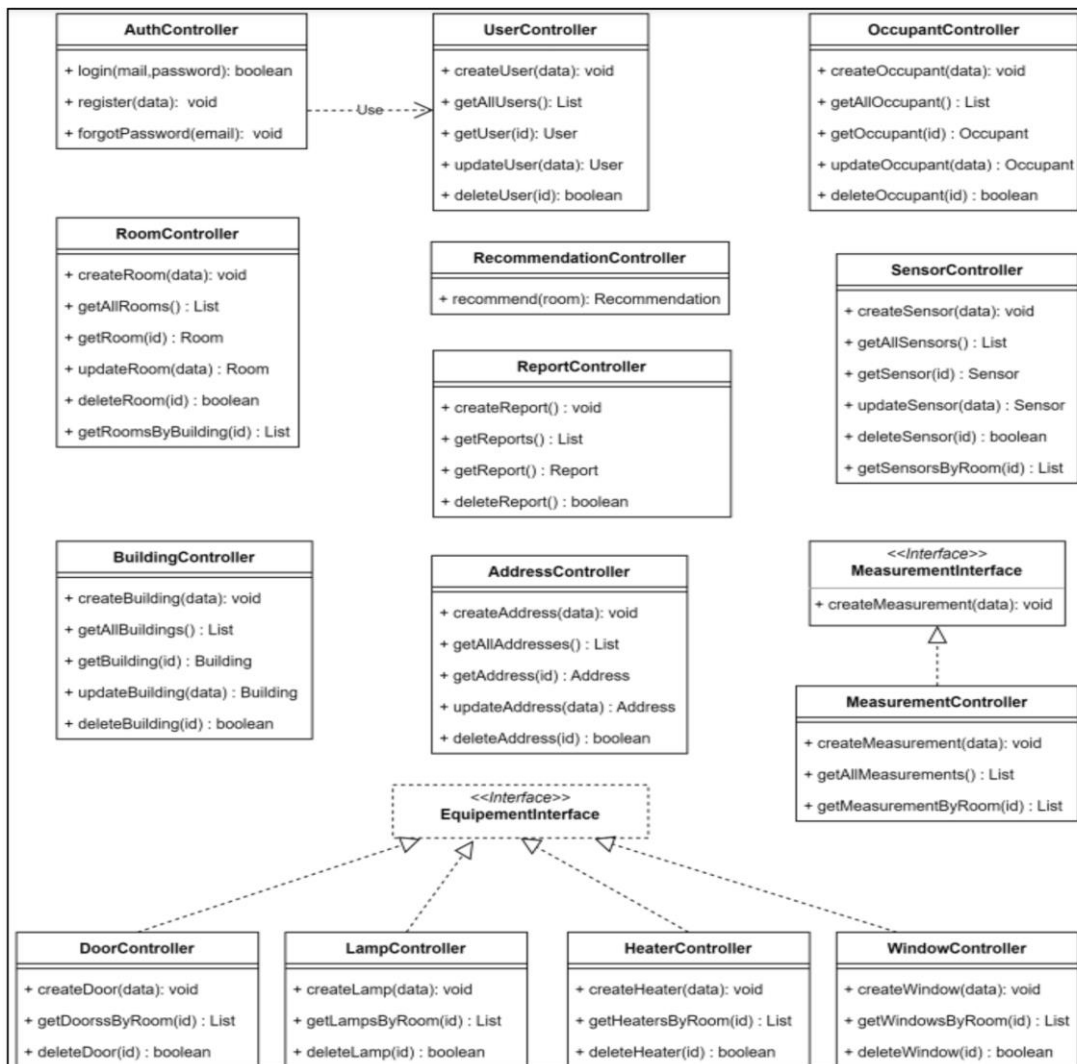 AuthController
+ login(mail,password): boolean
+ register(data): void
+ forgotPassword(email): void
Use
UserController
+ createUser(data): void
+ getAllUsers(): List
+ getUser(id): User
+ updateUser(data): User
+ deleteUser(id): boolean
OccupantController
+ createOccupant(data): void
+ getAllOccupant() : List
+ getOccupant(id) : Occupant
+ updateOccupant(data) : Occupant
+ deleteOccupant(id) : boolean
RoomController
+ createRoom(data): void
+ getAllRooms() : List
+ getRoom(id) : Room
+ updateRoom(data) : Room
+ deleteRoom(id) : boolean
+ getRoomsByBuilding(id) : List
RecommendationController
+ recommend(room): Recommendation
SensorController
+ createSensor(data): void
+ getAllSensors() : List
+ getSensor(id) : Sensor
+ updateSensor(data) : Sensor
+ deleteSensor(id) : boolean
+ getSensorsByRoom(id) : List
ReportController
+ createReport() : void
+ getReports() : List
+ getReport() : Report
+ deleteReport() : boolean
BuildingController
+ createBuilding(data): void
+ getAllBuildings() : List
+ getBuilding(id) : Building
+ updateBuilding(data) : Building
+ deleteBuilding(id) : boolean
AddressController
+ createAddress(data): void
+ getAllAddresses() : List
+ getAddress(id) : Address
+ updateAddress(data) : Address
+ deleteAddress(id) : boolean
<<Interface>>
MeasurementInterface
+ createMeasurement(data): void
MeasurementController
+ createMeasurement(data): void
+ getAllMeasurements() : List
+ getMeasurementByRoom(id) : List
<<Interface>>
EquipementInterface
DoorController
+ createDoor(data): void
+ getDoorssByRoom(id) : List
+ deleteDoor(id) : boolean
LampController
+ createLamp(data): void
+ getLampsByRoom(id) : List
+ deleteLamp(id) : boolean
HeaterController
+ createHeater(data): void
+ getHeatersByRoom(id) : List
+ deleteHeater(id) : boolean
WindowController
+ createWindow(data): void
+ getWindowsByRoom(id) : List
+ deleteWindow(id) : boolean